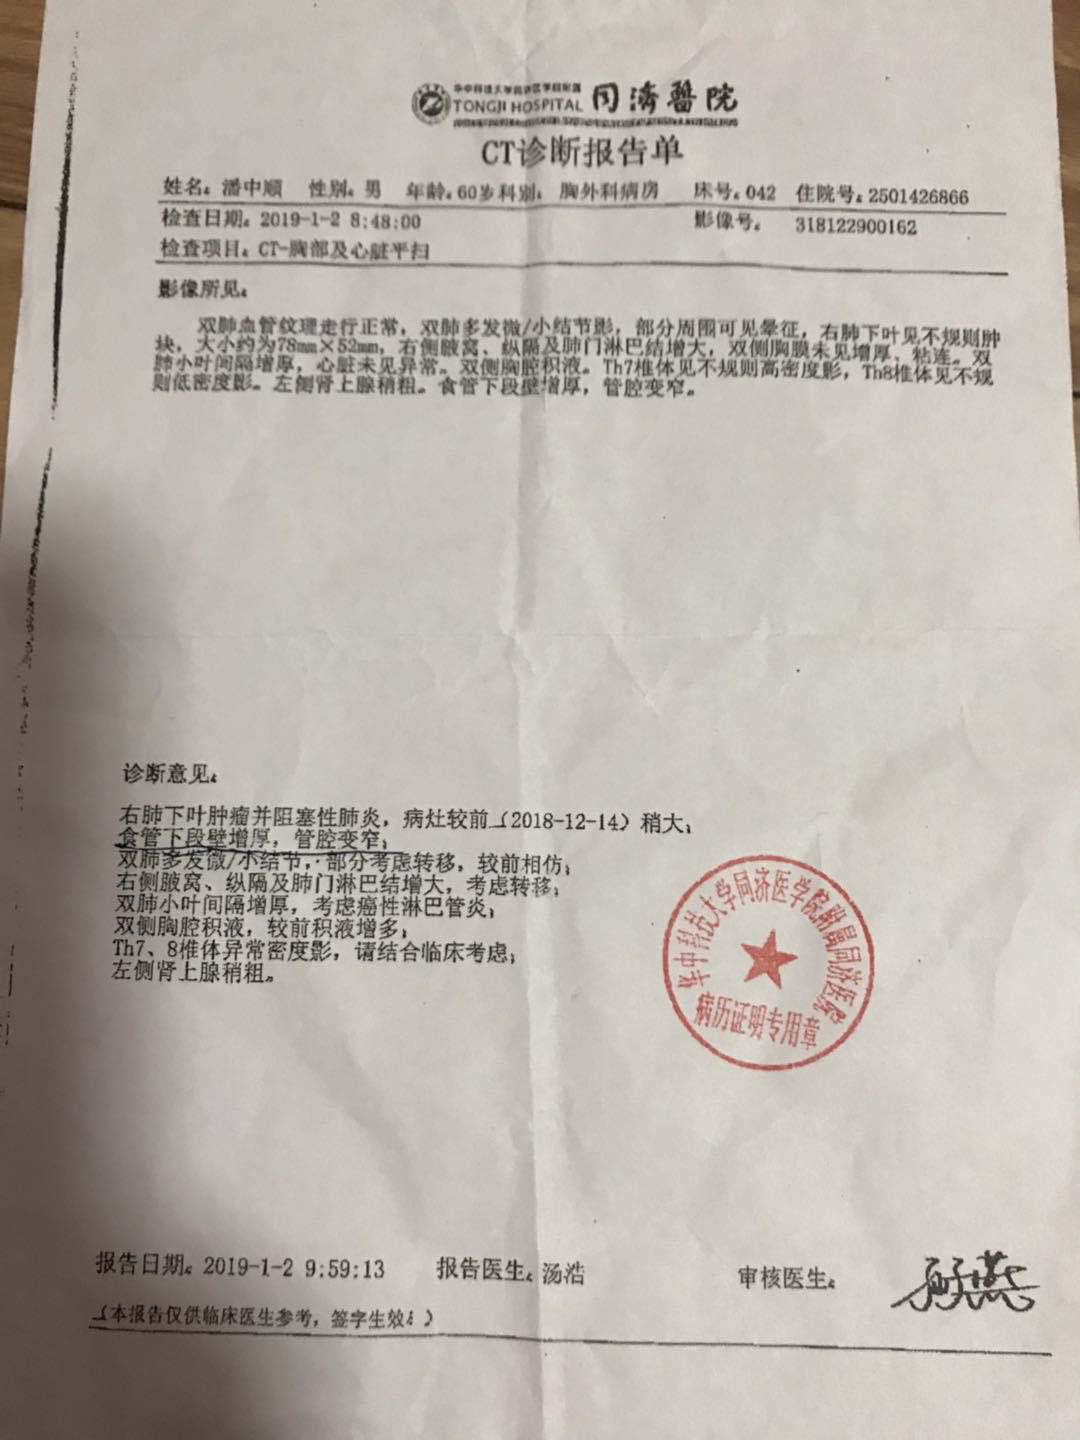 华中科技大学同济医学院附属
TONGJI HOSPITAL 同濟醫院
CT诊断报告单
姓名: 潘中顺 性别: 男 年龄: 60岁 科别: 胸外科病房 床号: 042 住院号: 2501426866
检查日期: 2019-1-2 8:48:00 影像号: 318122900162
检查项目: CT-胸部及心脏平扫
影像所见:
双肺血管纹理走行正常, 双肺多发微/小结节影, 部分周围可见晕征, 右肺下叶见不规则肿
块, 大小约为78mm×52mm, 右侧腋窝、纵隔及肺门淋巴结增大, 双侧胸膜未见增厚、粘连。双
肺小叶间隔增厚, 心脏未见异常。双侧胸腔积液。Th7椎体见不规则高密度影, Th8椎体见不规
则低密度影。左侧肾上腺稍粗。食管下段壁增厚, 管腔变窄。
诊断意见:
右肺下叶肿瘤并阻塞性肺炎, 病灶较前 (2018-12-14) 稍大;
食管下段壁增厚, 管腔变窄;
双肺多发微/小结节, 部分考虑转移, 较前相仿;
右侧腋窝、纵隔及肺门淋巴结增大, 考虑转移;
双肺小叶间隔增厚, 考虑癌性淋巴管炎;
双侧胸腔积液, 较前积液增多;
Th7、8椎体异常密度影, 请结合临床考虑;
左侧肾上腺稍粗。
华中科技大学同济医学院附属同济医院
病历证明专用章
报告日期: 2019-1-2 9:59:13 报告医生: 汤浩 审核医生:
(本报告仅供临床医生参考, 签字生效!)